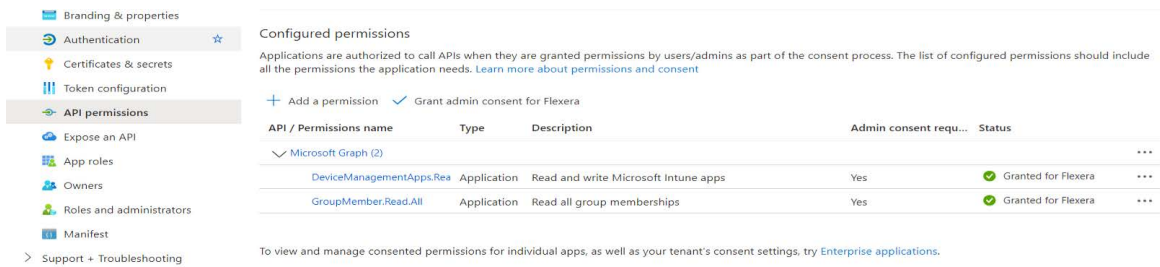 Branding & properties
Authentication
Certificates & secrets
Token configuration
API permissions
Expose an API
App roles
Owners
Roles and administrators
Manifest
Support + Troubleshooting
Configured permissions
Applications are authorized to call APIs when they are granted permissions by users/admins as part of the consent process. The list of configured permissions should include
all the permissions the application needs. Learn more about permissions and consent
Add a permission Grant admin consent for Flexera
API / Permissions name Type Description Admin consent requ... Status
Microsoft Graph (2) ...
DeviceManagementApps.Rea Application Read and write Microsoft Intune apps Yes Granted for Flexera ...
GroupMember.Read.All Application Read all group memberships Yes Granted for Flexera ...
To view and manage consented permissions for individual apps, as well as your tenant's consent settings, try Enterprise applications.